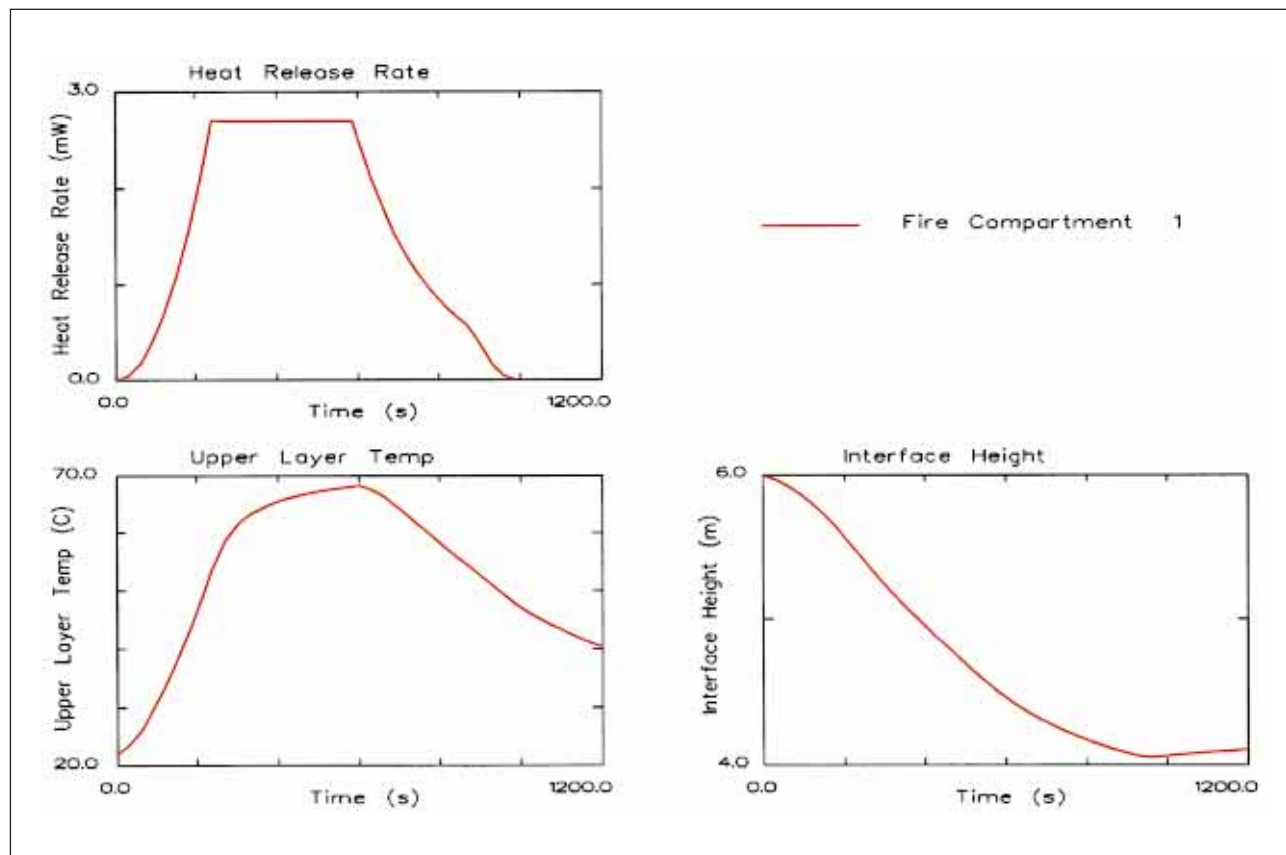 Heat Release Rate
3.0
Heat Release Rate (mW)
0.0
0.0
1200.0
Time (s)
Fire Compartment 1
Upper Layer Temp
70.0
Upper Layer Temp (C)
20.0
0.0
1200.0
Time (s)
Interface Height
6.0
Interface Height (m)
4.0
0.0
1200.0
Time (s)